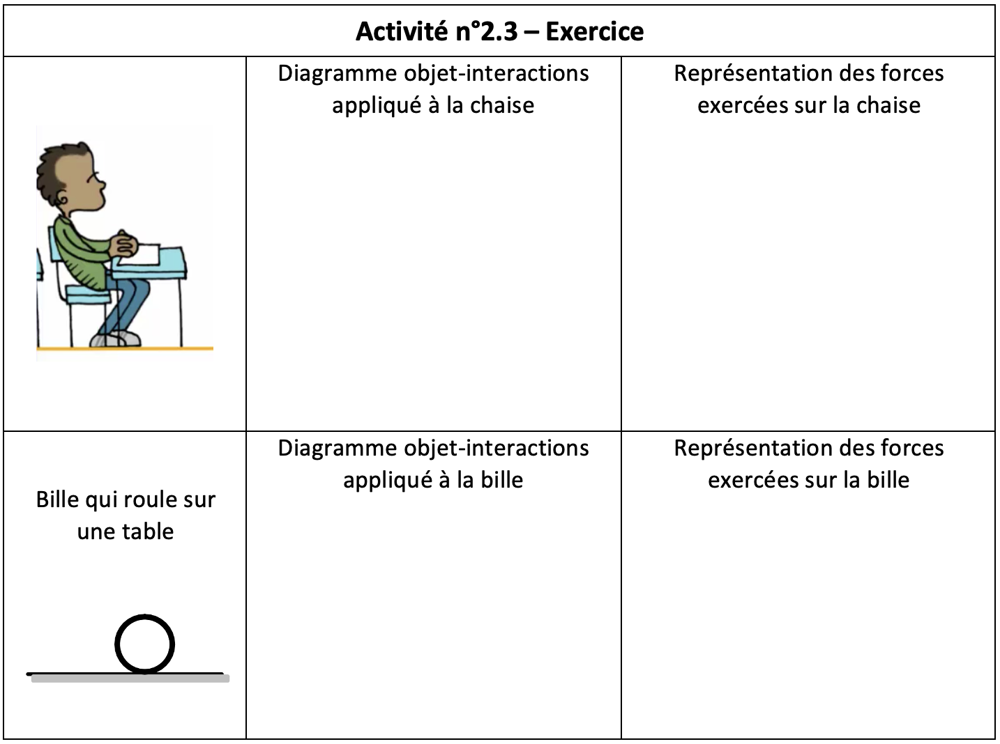 Activité n°2.3 – Exercice
Diagramme objet-interactions
appliqué à la chaise
Représentation des forces
exercées sur la chaise
Bille qui roule sur
une table
Diagramme objet-interactions
appliqué à la bille
Représentation des forces
exercées sur la bille